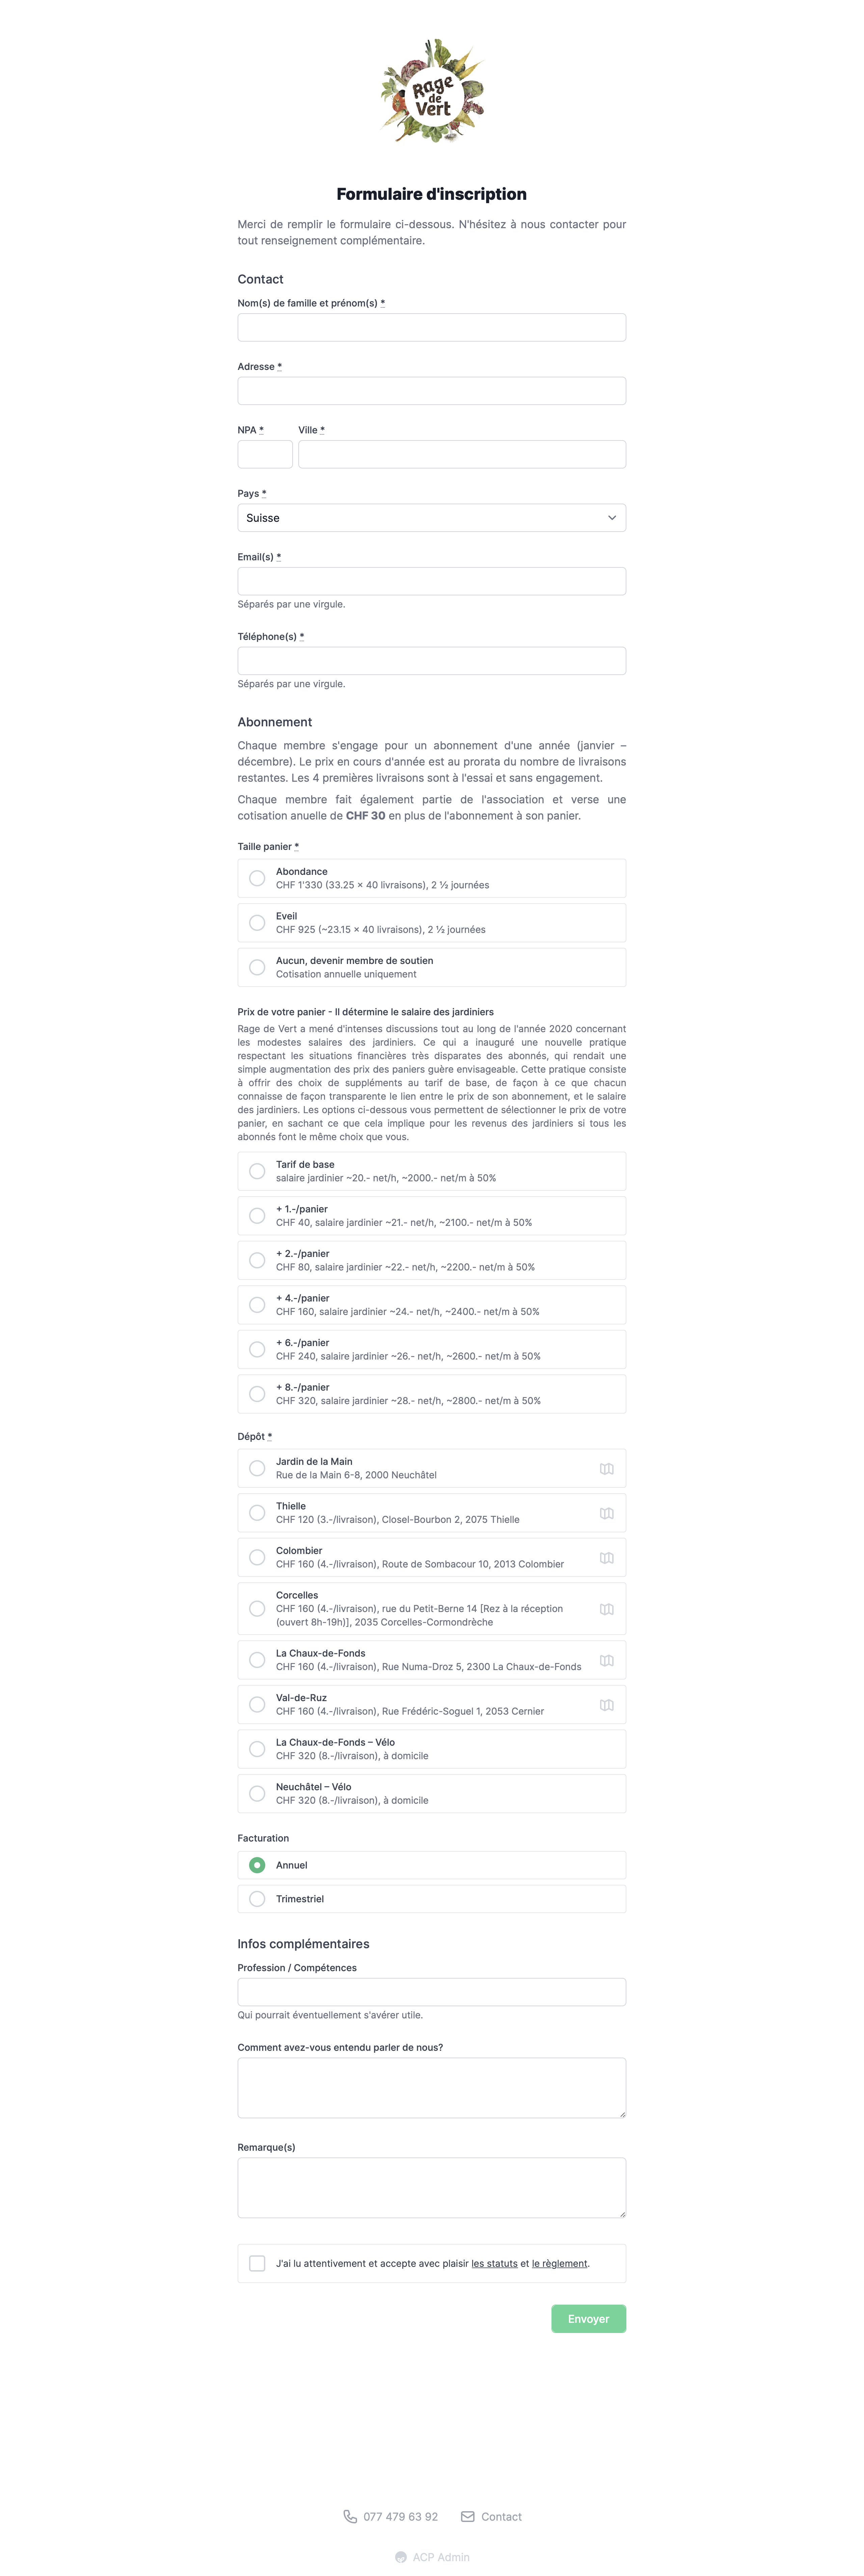 Rage
de
Vert
Formulaire d'inscription
Merci de remplir le formulaire ci-dessous. N'hésitez à nous contacter pour
tout renseignement complémentaire.
Contact
Nom(s) de famille et prénom(s) *
Adresse *
NPA * Ville *
Pays *
Suisse
Email(s) *
Séparés par une virgule.
Téléphone(s) *
Séparés par une virgule.
Abonnement
Chaque membre s'engage pour un abonnement d'une année (janvier –
décembre). Le prix en cours d'année est au prorata du nombre de livraisons
restantes. Les 4 premières livraisons sont à l'essai et sans engagement.
Chaque membre fait également partie de l'association et verse une
cotisation anuelle de CHF 30 en plus de l'abonnement à son panier.
Taille panier *
Abondance
CHF 1'330 (33.25 × 40 livraisons), 2 ½ journées
Eveil
CHF 925 (~23.15 × 40 livraisons), 2 ½ journées
Aucun, devenir membre de soutien
Cotisation annuelle uniquement
Prix de votre panier - Il détermine le salaire des jardiniers
Rage de Vert a mené d'intenses discussions tout au long de l'année 2020 concernant
les modestes salaires des jardiniers. Ce qui a inauguré une nouvelle pratique
respectant les situations financières très disparates des abonnés, qui rendait une
simple augmentation des prix des paniers guère envisageable. Cette pratique consiste
à offrir des choix de suppléments au tarif de base, de façon à ce que chacun
connaisse de façon transparente le lien entre le prix de son abonnement, et le salaire
des jardiniers. Les options ci-dessous vous permettent de sélectionner le prix de votre
panier, en sachant ce que cela implique pour les revenus des jardiniers si tous les
abonnés font le même choix que vous.
Tarif de base
salaire jardinier ~20.- net/h, ~2000.- net/m à 50%
+ 1.-/panier
CHF 40, salaire jardinier ~21.- net/h, ~2100.- net/m à 50%
+ 2.-/panier
CHF 80, salaire jardinier ~22.- net/h, ~2200.- net/m à 50%
+ 4.-/panier
CHF 160, salaire jardinier ~24.- net/h, ~2400.- net/m à 50%
+ 6.-/panier
CHF 240, salaire jardinier ~26.- net/h, ~2600.- net/m à 50%
+ 8.-/panier
CHF 320, salaire jardinier ~28.- net/h, ~2800.- net/m à 50%
Dépôt *
Jardin de la Main
Rue de la Main 6-8, 2000 Neuchâtel
Thielle
CHF 120 (3.-/livraison), Closel-Bourbon 2, 2075 Thielle
Colombier
CHF 160 (4.-/livraison), Route de Sombacour 10, 2013 Colombier
Corcelles
CHF 160 (4.-/livraison), rue du Petit-Berne 14 [Rez à la réception
(ouvert 8h-19h)], 2035 Corcelles-Cormondrèche
La Chaux-de-Fonds
CHF 160 (4.-/livraison), Rue Numa-Droz 5, 2300 La Chaux-de-Fonds
Val-de-Ruz
CHF 160 (4.-/livraison), Rue Frédéric-Soguel 1, 2053 Cernier
La Chaux-de-Fonds – Vélo
CHF 320 (8.-/livraison), à domicile
Neuchâtel – Vélo
CHF 320 (8.-/livraison), à domicile
Facturation
Annuel
Trimestriel
Infos complémentaires
Profession / Compétences
Qui pourrait éventuellement s'avérer utile.
Comment avez-vous entendu parler de nous?
Remarque(s)
J'ai lu attentivement et accepte avec plaisir les statuts et le règlement.
Envoyer
077 479 63 92 Contact
ACP Admin